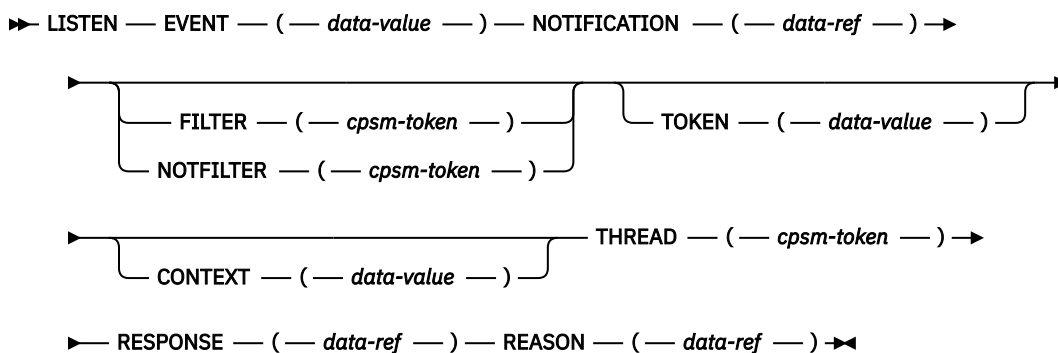 LISTEN EVENT ( data-value ) NOTIFICATION ( data-ref )
FILTER ( cpsm-token ) TOKEN ( data-value )
NOTFILTER ( cpsm-token )
THREAD ( cpsm-token )
CONTEXT ( data-value )
RESPONSE ( data-ref ) REASON ( data-ref )